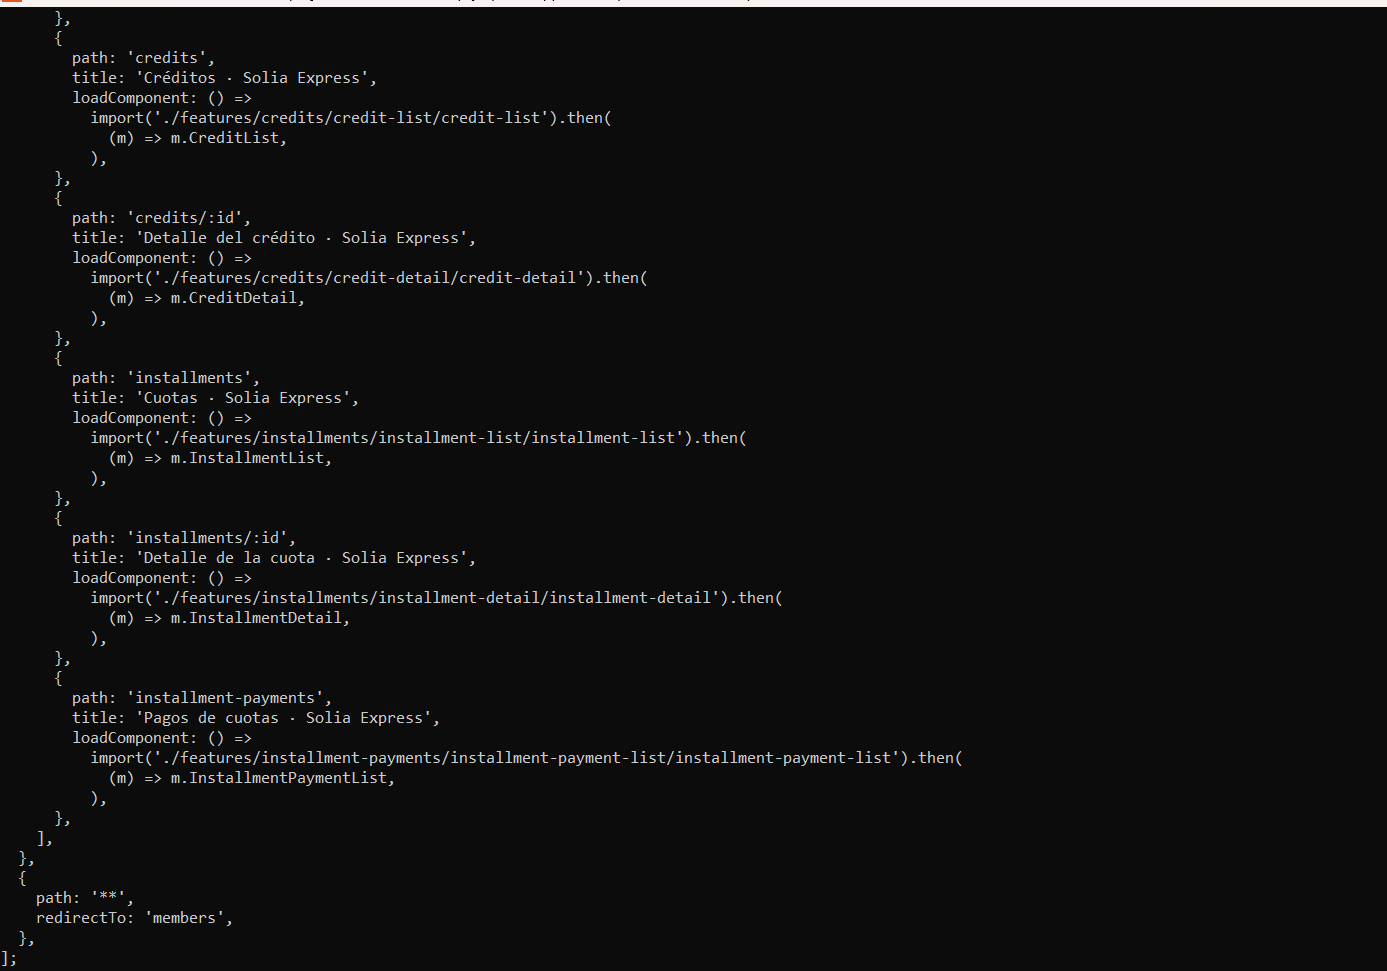 },
      {
        path: 'credits',
        title: 'Créditos · Solia Express',
        loadComponent: () =>
          import('./features/credits/credit-list/credit-list').then(
            (m) => m.CreditList,
          ),
      },
      {
        path: 'credits/:id',
        title: 'Detalle del crédito · Solia Express',
        loadComponent: () =>
          import('./features/credits/credit-detail/credit-detail').then(
            (m) => m.CreditDetail,
          ),
      },
      {
        path: 'installments',
        title: 'Cuotas · Solia Express',
        loadComponent: () =>
          import('./features/installments/installment-list/installment-list').then(
            (m) => m.InstallmentList,
          ),
      },
      {
        path: 'installments/:id',
        title: 'Detalle de la cuota · Solia Express',
        loadComponent: () =>
          import('./features/installments/installment-detail/installment-detail').then(
            (m) => m.InstallmentDetail,
          ),
      },
      {
        path: 'installment-payments',
        title: 'Pagos de cuotas · Solia Express',
        loadComponent: () =>
          import('./features/installment-payments/installment-payment-list/installment-payment-list').then(
            (m) => m.InstallmentPaymentList,
          ),
      },
    ],
  },
  {
    path: '**',
    redirectTo: 'members',
  },
];